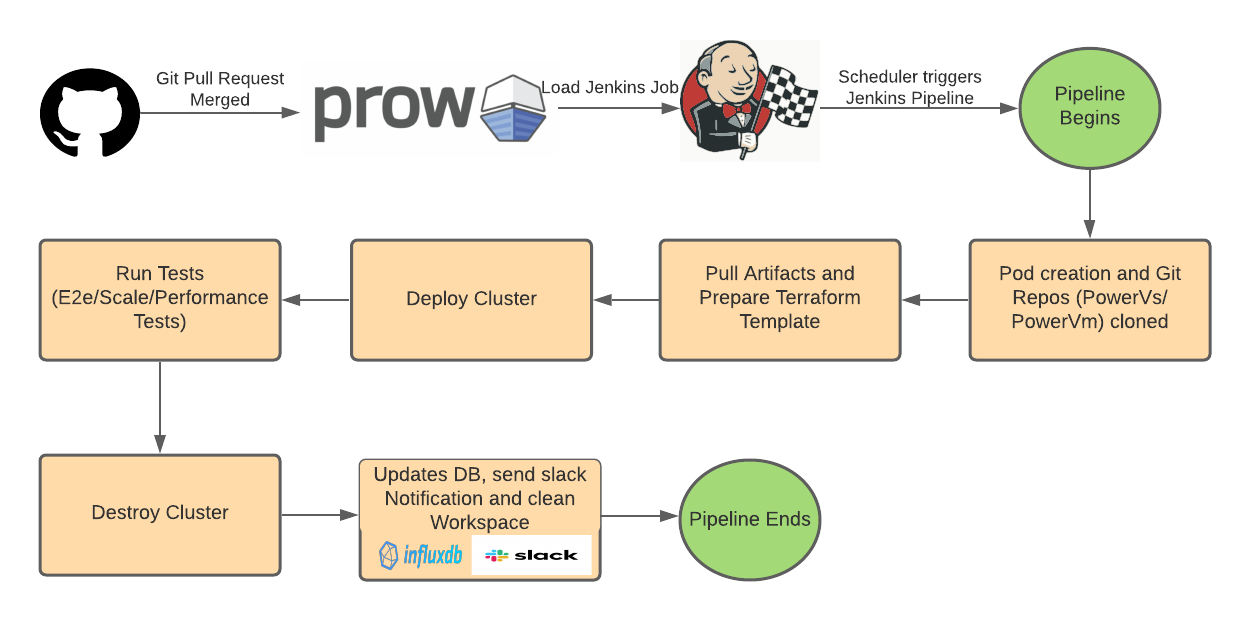 Git Pull Request
Merged
prow
Load Jenkins Job
Scheduler triggers
Jenkins Pipeline
Pipeline
Begins
Run Tests
(E2e/Scale/Performance
Tests)
Deploy Cluster
Pull Artifacts and
Prepare Terraform
Template
Pod creation and Git
Repos (PowerVs/
PowerVm) cloned
Destroy Cluster
Updates DB, send slack
Notification and clean
Workspace
influxdb
slack
Pipeline Ends